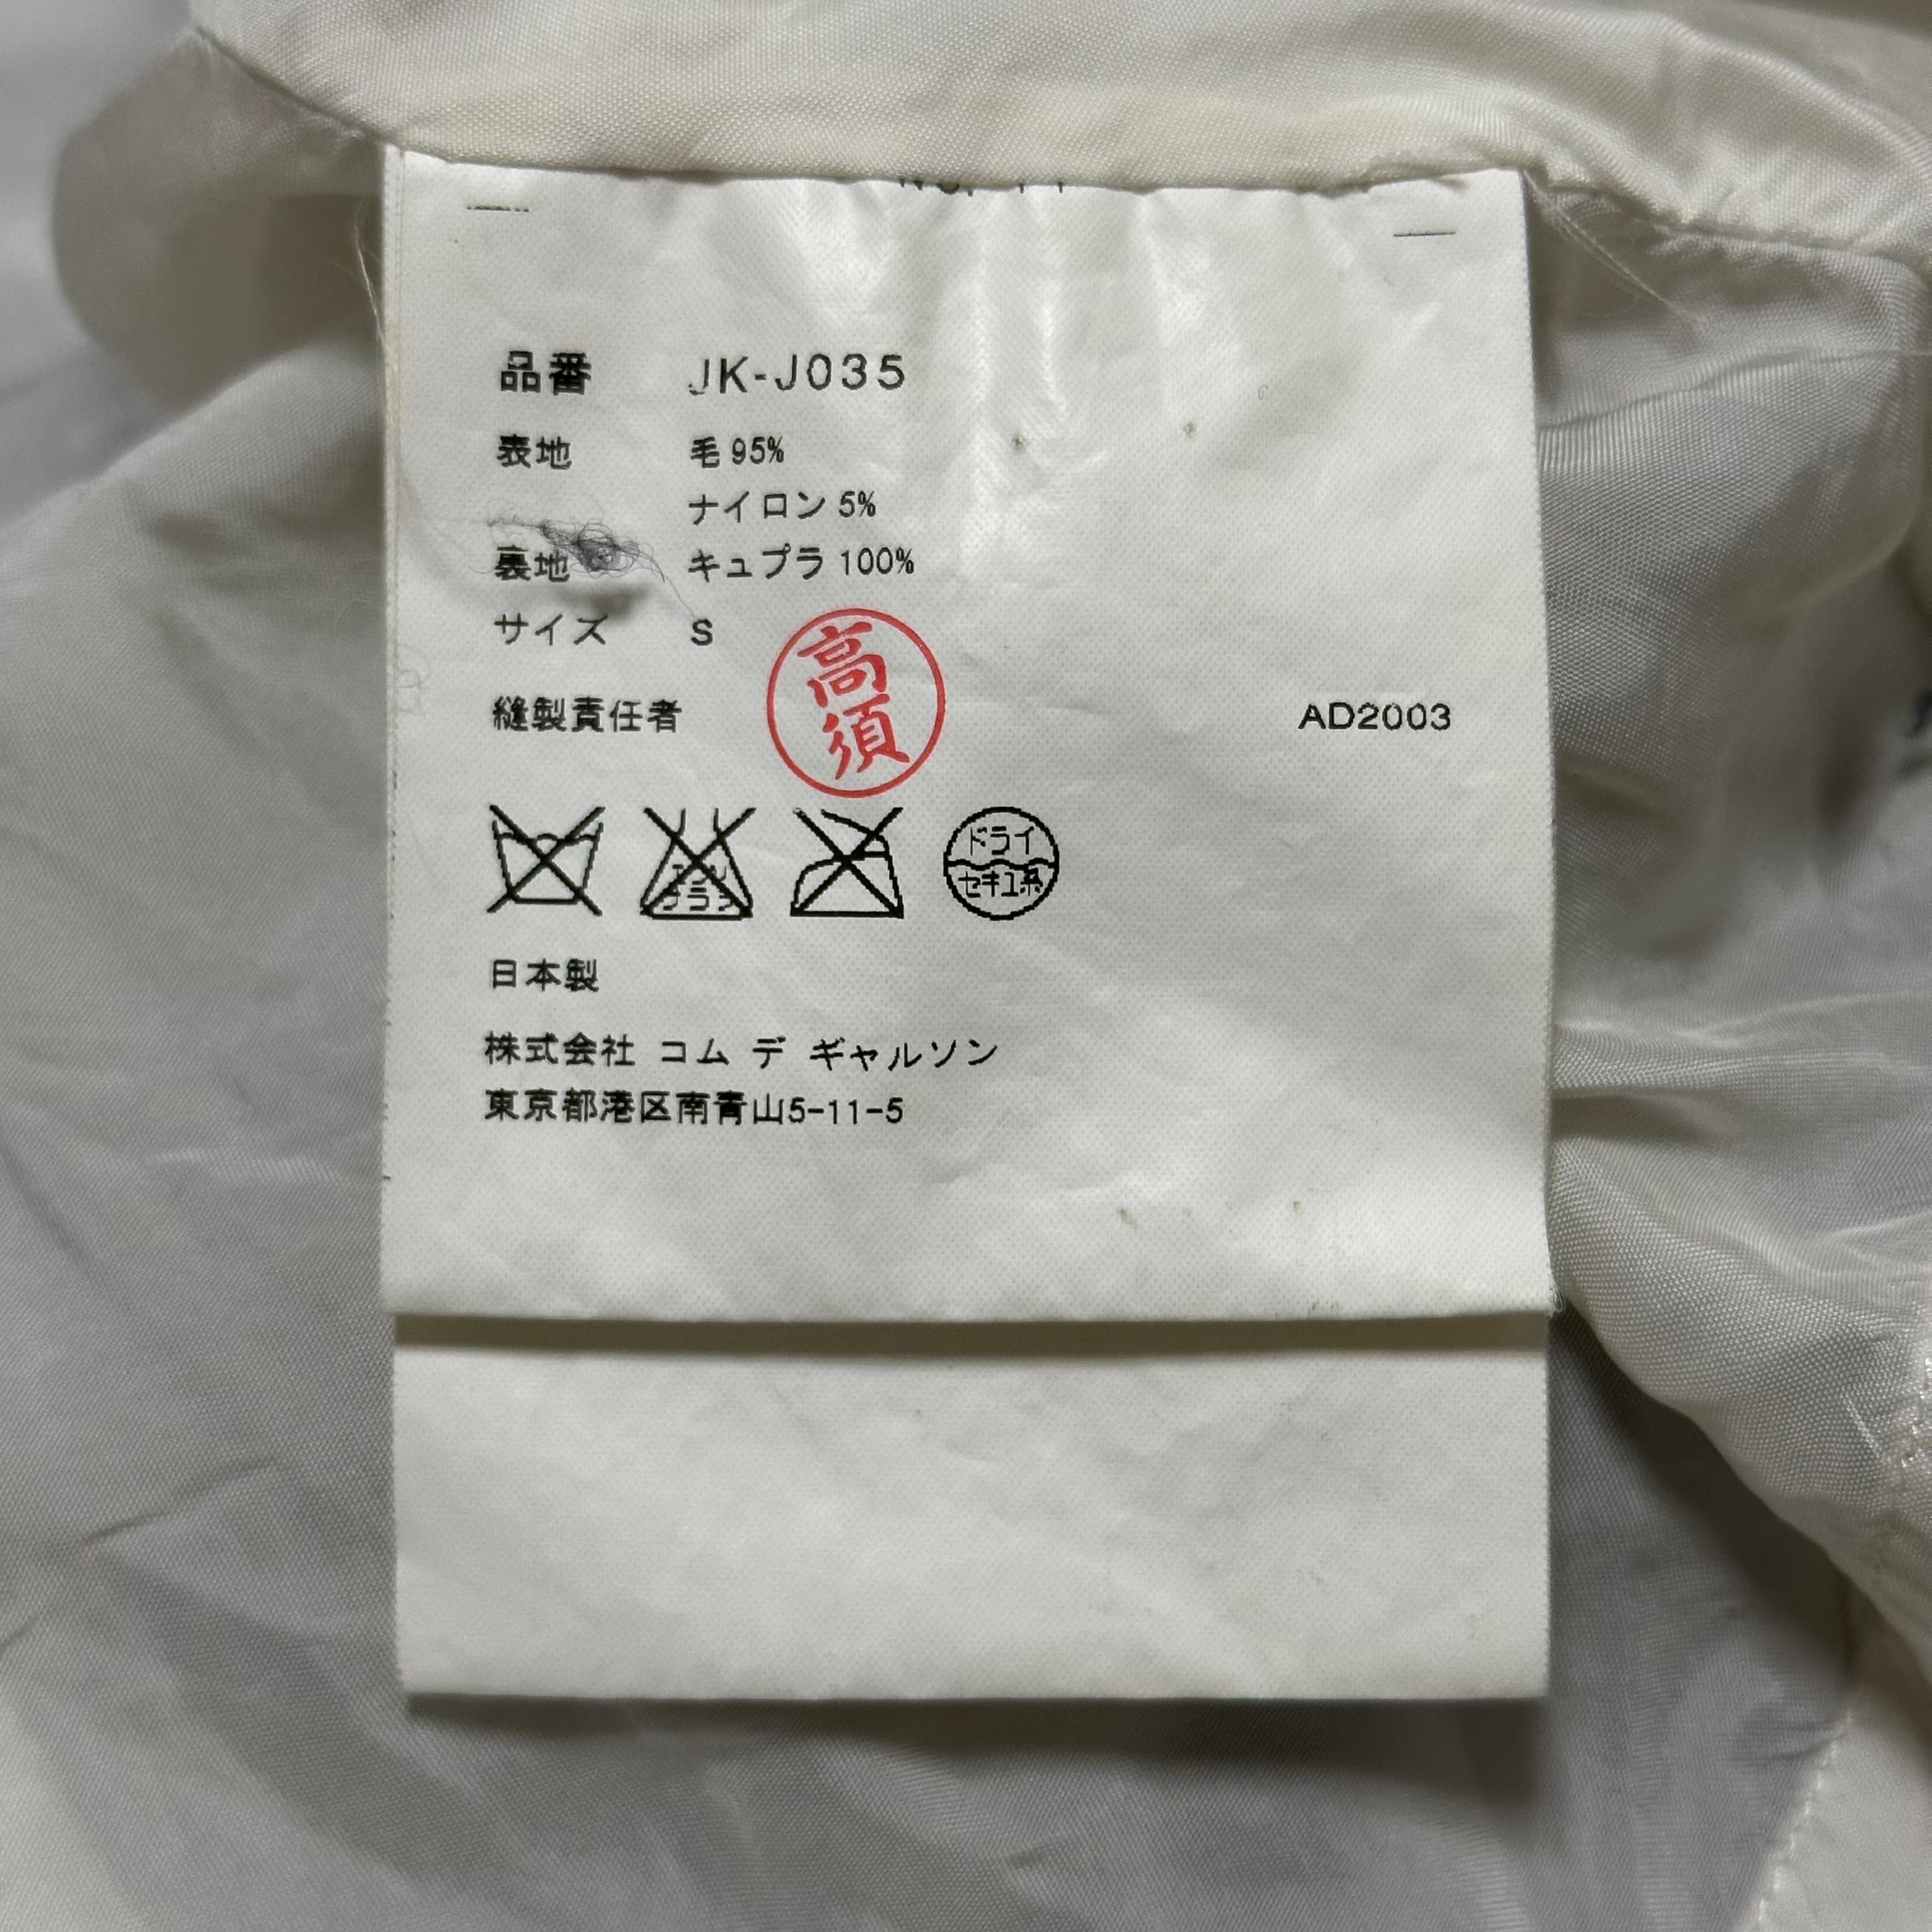 品番 JK-J035
表地 毛 95%
ナイロン 5%
裏地 キュプラ 100%
サイズ S
高須
縫製責任者 AD2003
ドライ
セキユ系
日本製
株式会社 コム デ ギャルソン
東京都港区南青山5-11-5